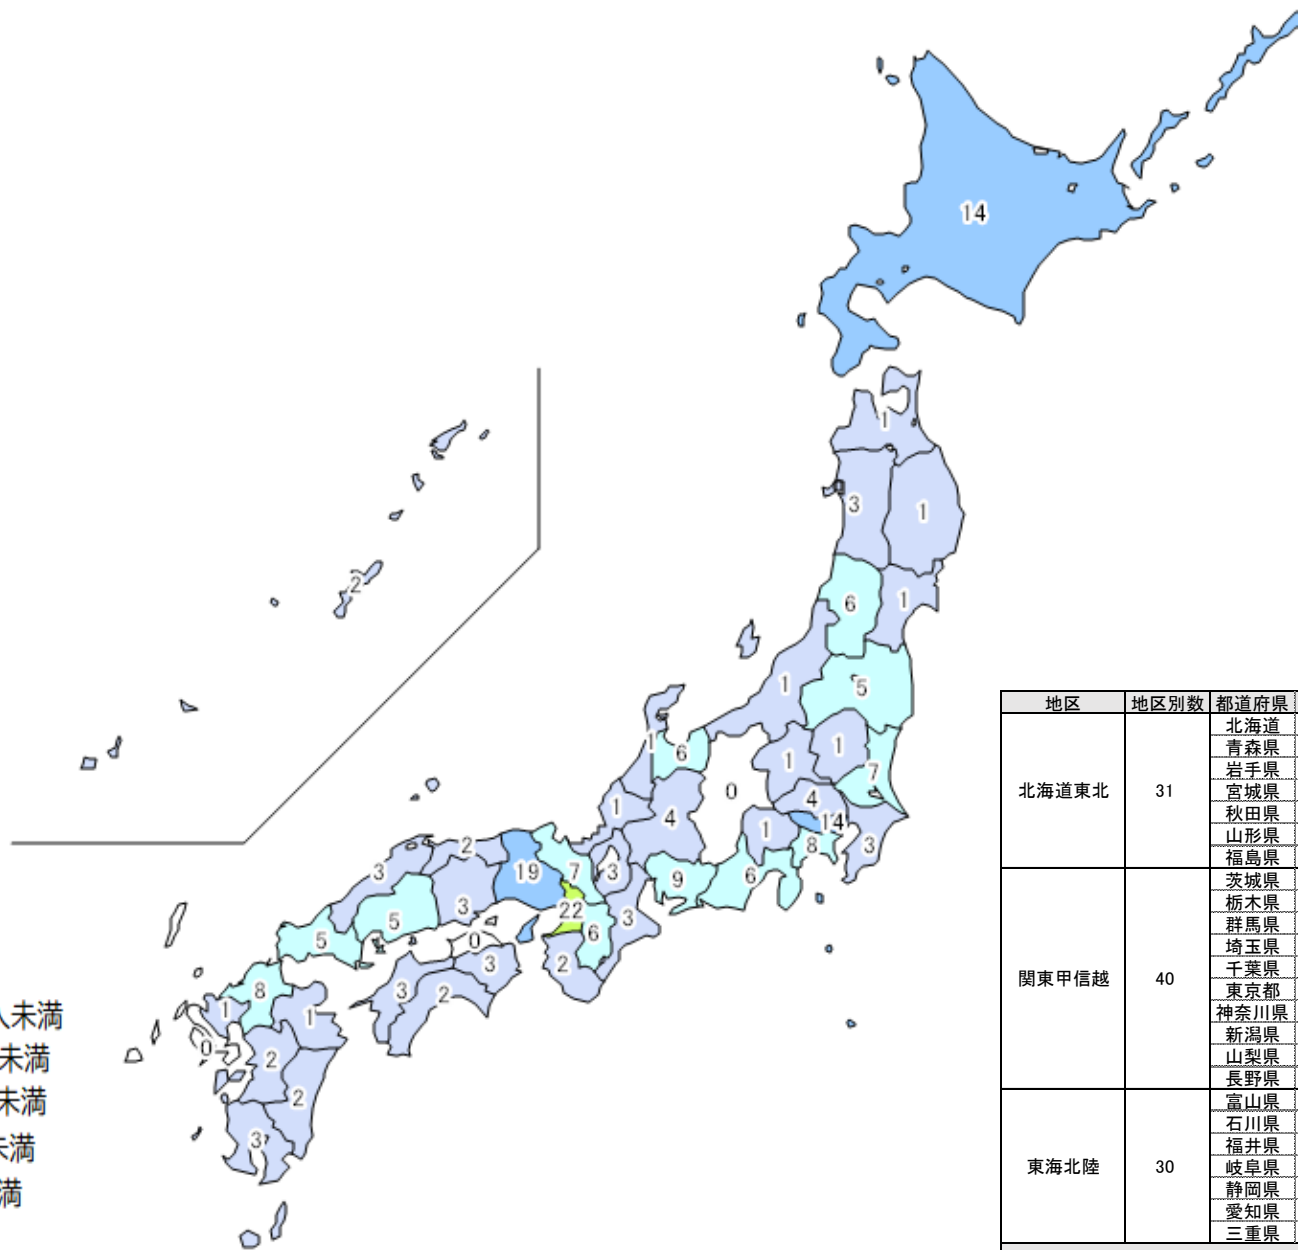 14
1
3
1
2
6
1
1
5
1
6
1
1
7
0
1
4
4
14
1
3
8
2
3
19
7
3
9
6
3
5
3
22
3
6
5
0
2
3
8
3
2
1
1
0
2
2
3
人未満
未満
未満
未満
満
地区 地区別数 都道府県
北海道東北 31
北海道
青森県
岩手県
宮城県
秋田県
山形県
福島県
関東甲信越 40
茨城県
栃木県
群馬県
埼玉県
千葉県
東京都
神奈川県
新潟県
山梨県
長野県
東海北陸 30
富山県
石川県
福井県
岐阜県
静岡県
愛知県
三重県